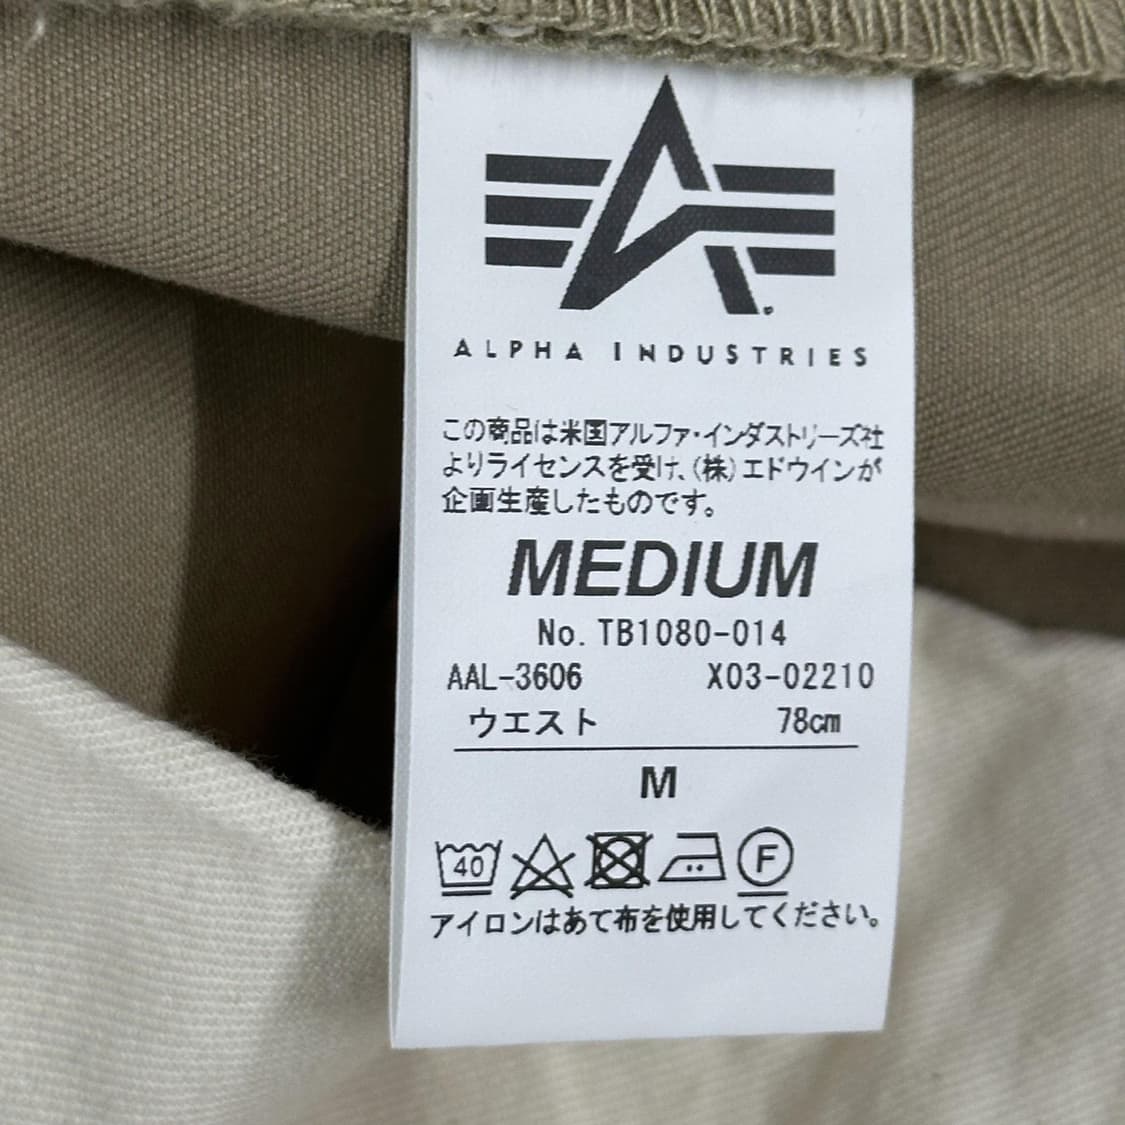 ALPHA INDUSTRIES
この商品は米国アルファ・インダストリーズ社
よりライセンスを受け、(株)エドウインが
企画生産したものです。
MEDIUM
No. TB1080-014
AAL-3606 X03-02210
ウエスト 78cm
M
40 F
アイロンはあて布を使用してください。